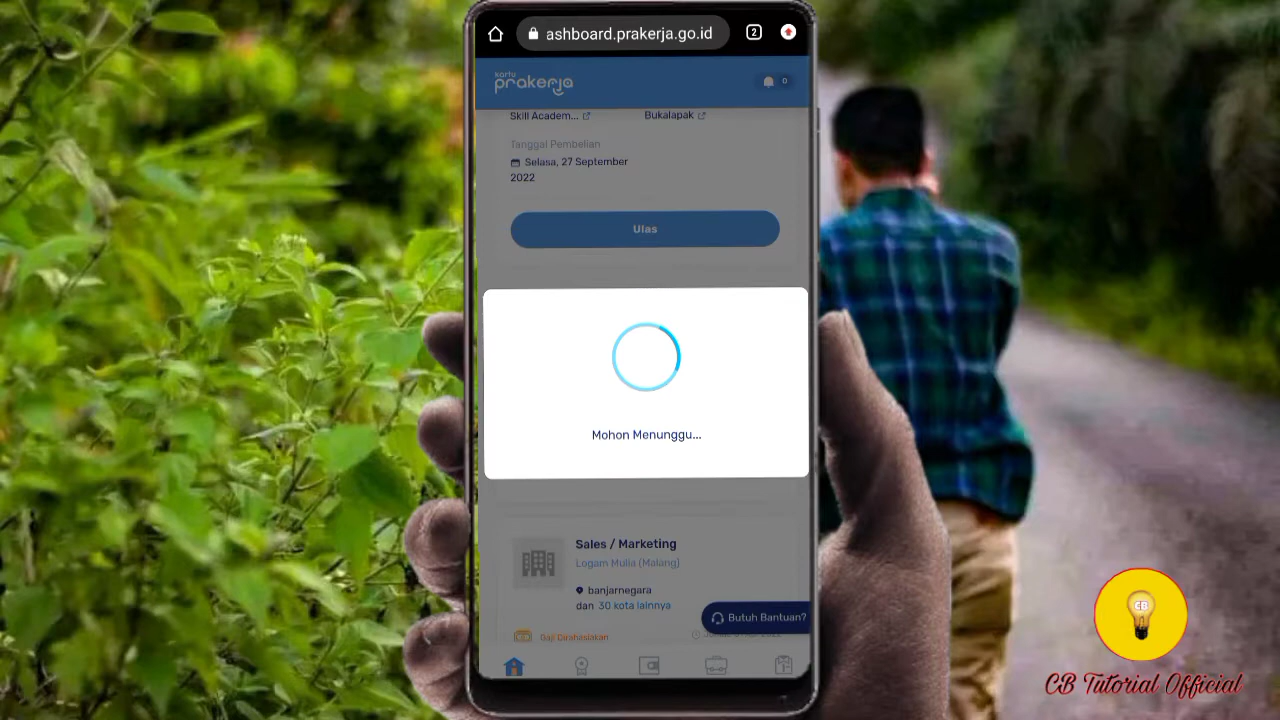 ashboard.prakerja.go.id
2
kartu
prakerja
0
Skill Academ... Bukalapak
Tanggal Pembelian
Selasa, 27 September
2022
Ulas
Mohon Menunggu...
Sales / Marketing
Logam Mulia (Malang)
banjarnegara
dan 30 kota lainnya
Butuh Bantuan?
Gaji Dirahasiakan
CB
CB Tutorial Official